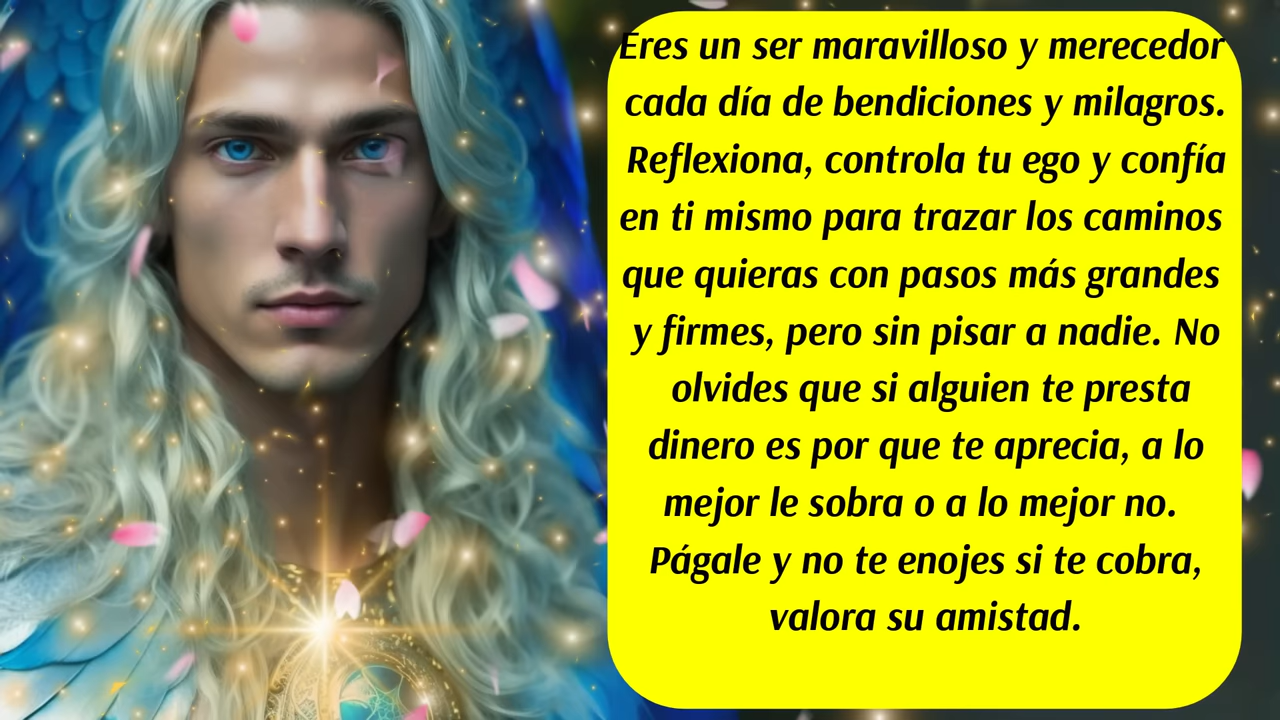 Eres un ser maravilloso y merecedor
cada día de bendiciones y milagros.
Reflexiona, controla tu ego y confía
en ti mismo para trazar los caminos
que quieras con pasos más grandes
y firmes, pero sin pisar a nadie. No
olvides que si alguien te presta
dinero es por que te aprecia, a lo
mejor le sobra o a lo mejor no.
Págale y no te enojes si te cobra,
valora su amistad.